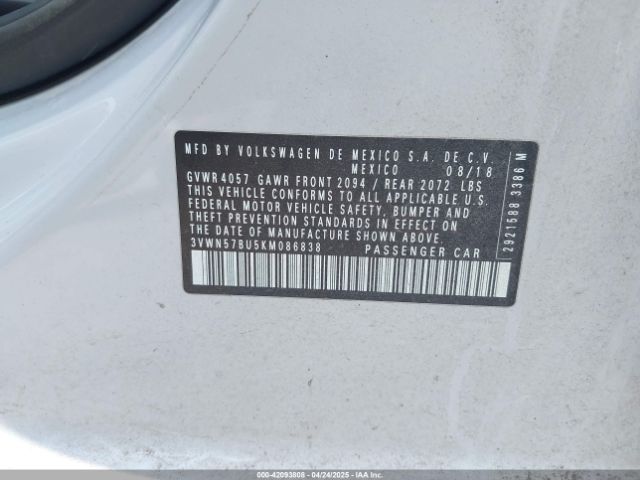 MFD BY VOLKSWAGEN DE MEXICO S.A. DE C.V.
MEXICO 08/18
GVWR 4057 GAWR FRONT 2094 / REAR 2072 LBS
THIS VEHICLE CONFORMS TO ALL APPLICABLE U.S.
FEDERAL MOTOR VEHICLE SAFETY, BUMPER AND
THEFT PREVENTION STANDARDS IN EFFECT ON
THE DATE OF MANUFACTURE SHOWN ABOVE.
3VWN57BU5KM086838 PASSENGER CAR
2921588 3386 M
000-42093808 - 04/24/2025 - IAAI.COM